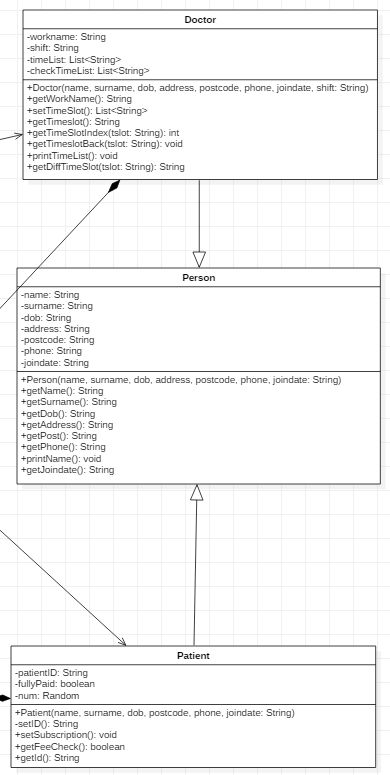 Doctor
-workname: String
-shift: String
-timeList: List<String>
-checkTimeList: List<String>
+Doctor(name, surname, dob, address, postcode, phone, joindate, shift: String)
+getWorkName(): String
+setTimeSlot(): List<String>
+getTimeslot(): String
+getTimeSlotIndex(tslot: String): int
+getTimeslotBack(tslot: String): void
+printTimeList(): void
+getDiffTimeSlot(tslot: String): String
Person
-name: String
-surname: String
-dob: String
-address: String
-postcode: String
-phone: String
-joindate: String
+Person(name, surname, dob, address, postcode, phone, joindate: String)
+getName(): String
+getSurname(): String
+getDob(): String
+getAddress(): String
+getPost(): String
+getPhone(): String
+printName(): void
+getJoindate(): String
Patient
-patientID: String
-fullyPaid: boolean
-num: Random
+Patient(name, surname, dob, postcode, phone, joindate: String)
-setID(): String
+setSubscription(): void
+getFeeCheck(): boolean
+getId(): String